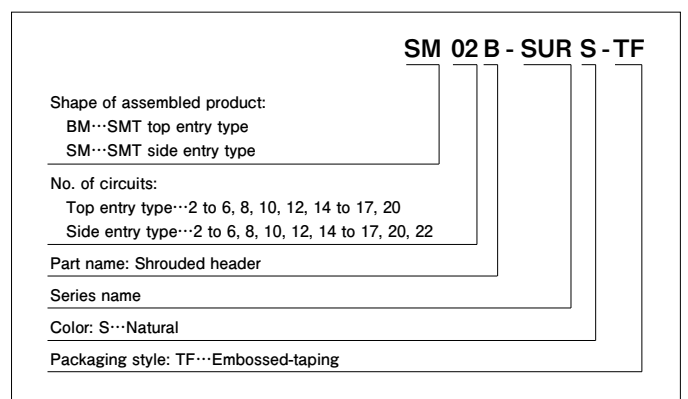 SM 02 B - SUR S - TF
Shape of assembled product:
BM…SMT top entry type
SM…SMT side entry type
No. of circuits:
Top entry type…2 to 6, 8, 10, 12, 14 to 17, 20
Side entry type…2 to 6, 8, 10, 12, 14 to 17, 20, 22
Part name: Shrouded header
Series name
Color: S…Natural
Packaging style: TF…Embossed-taping